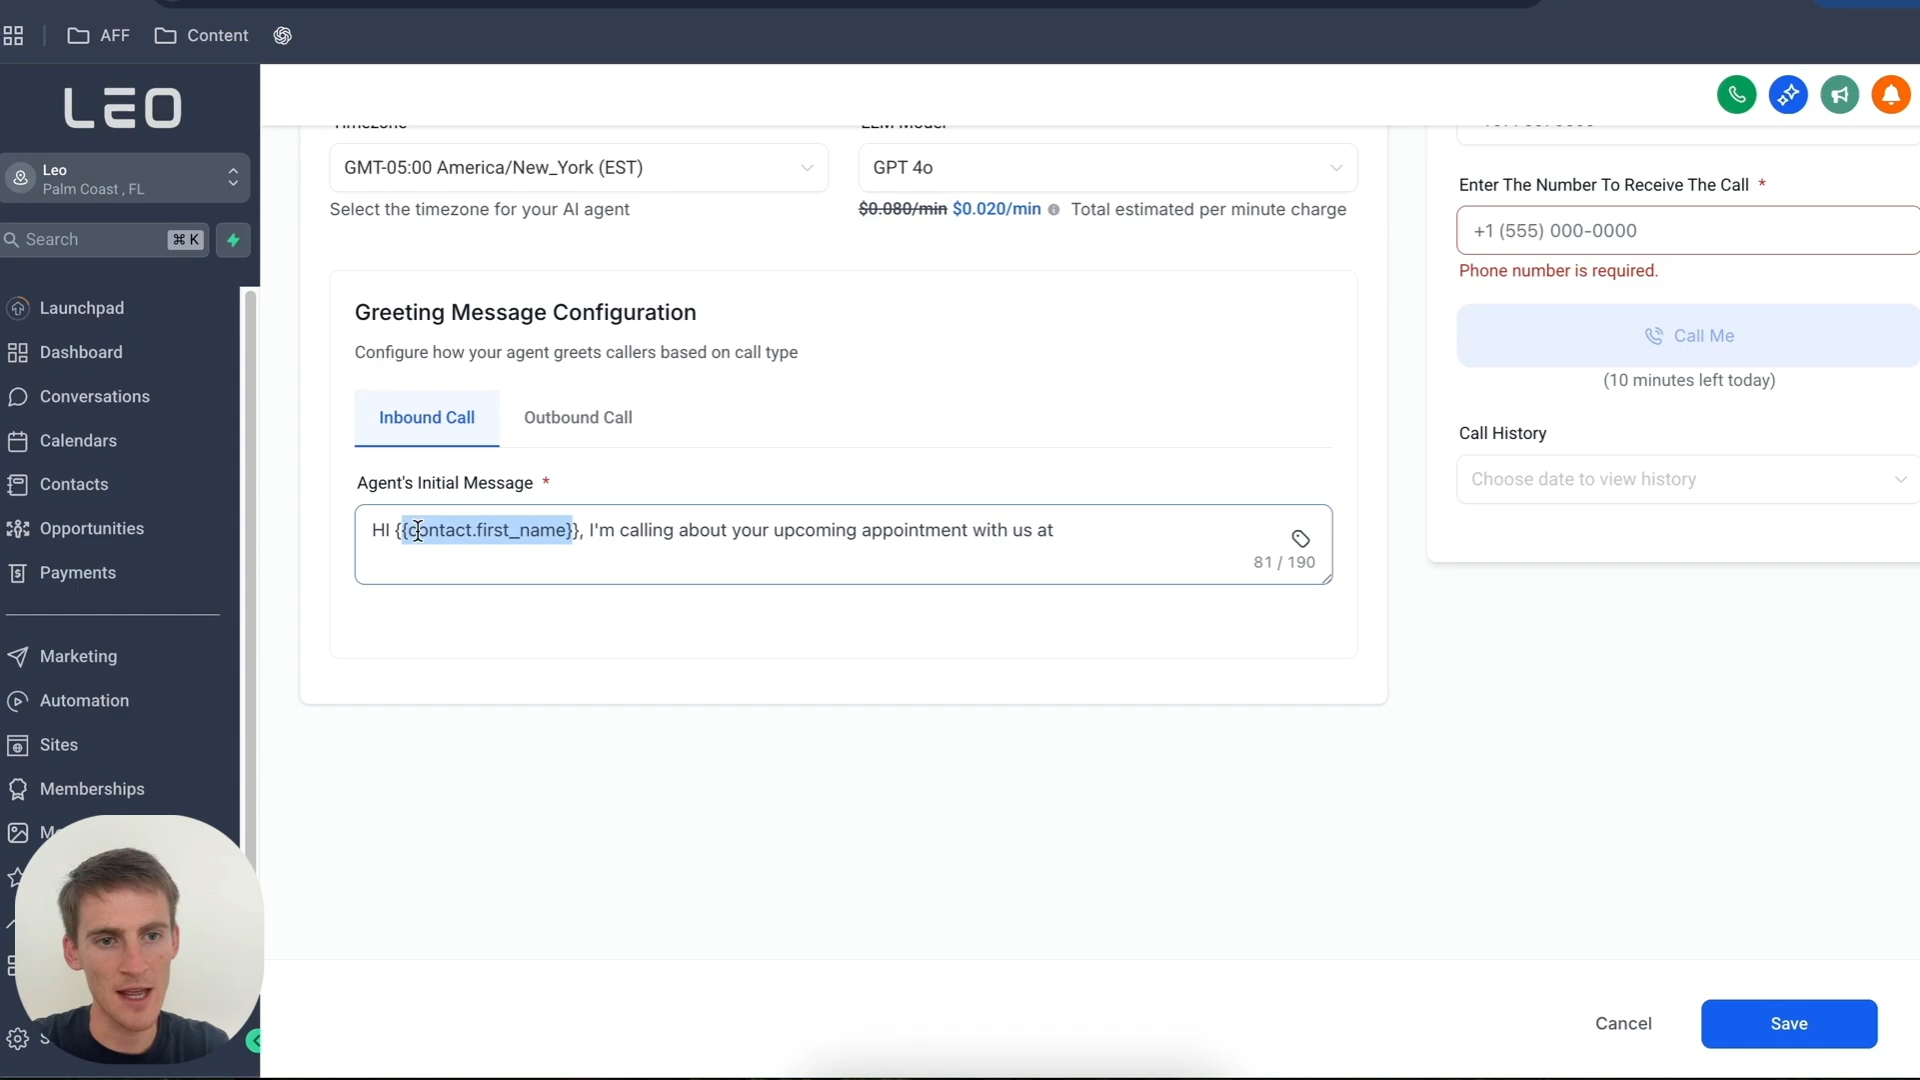 AFF
Content
LEO
Leo
Palm Coast , FL
Search
⌘ K
Launchpad
Dashboard
Conversations
Calendars
Contacts
Opportunities
Payments
Marketing
Automation
Sites
Memberships
Timezone
LLM Model
GMT-05:00 America/New_York (EST)
GPT 4o
Select the timezone for your AI agent
$0.080/min $0.020/min Total estimated per minute charge
Greeting Message Configuration
Configure how your agent greets callers based on call type
Inbound Call
Outbound Call
Agent's Initial Message *
HI {{contact.first_name}}, I'm calling about your upcoming appointment with us at
81 / 190
Enter The Number To Receive The Call *
+1 (555) 000-0000
Phone number is required.
Call Me
(10 minutes left today)
Call History
Choose date to view history
Cancel
Save